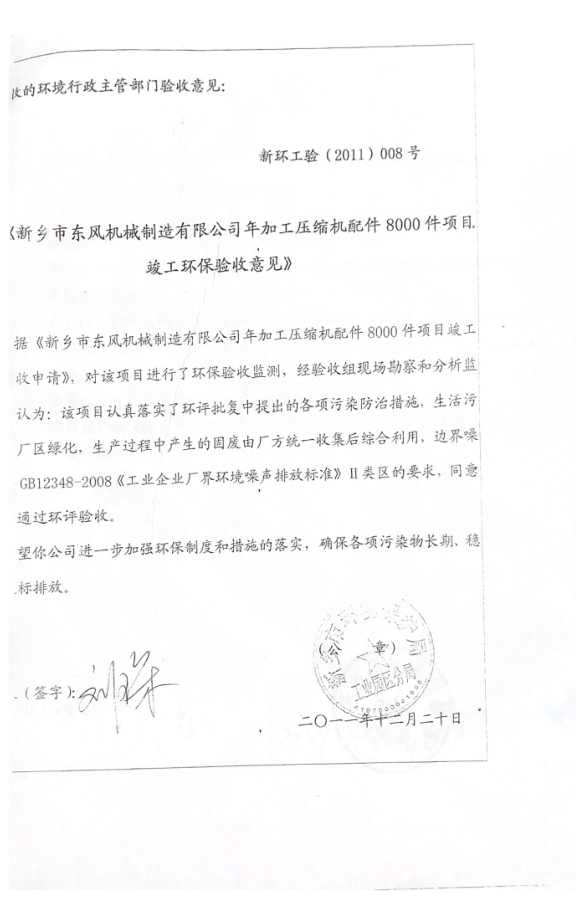 的环境行政主管部门验收意见：
新环工验（2011）008 号
《新乡市东风机械制造有限公司年加工压缩机配件 8000 件项目
竣工环保验收意见》
据《新乡市东风机械制造有限公司年加工压缩机配件 8000 件项目竣工
收申请》，对该项目进行了环保验收监测，经验收组现场勘察和分析监
认为：该项目认真落实了环评批复中提出的各项污染防治措施，生活污
厂区绿化，生产过程中产生的固废由厂方统一收集后综合利用，边界噪
GB12348-2008《工业企业厂界环境噪声排放标准》Ⅱ类区的要求，同意
通过环评验收。
望你公司进一步加强环保制度和措施的落实，确保各项污染物长期、稳
标排放。
（公 章）
新乡市环境保护局
工业园区分局
（签字）：
二〇一一年十二月二十日